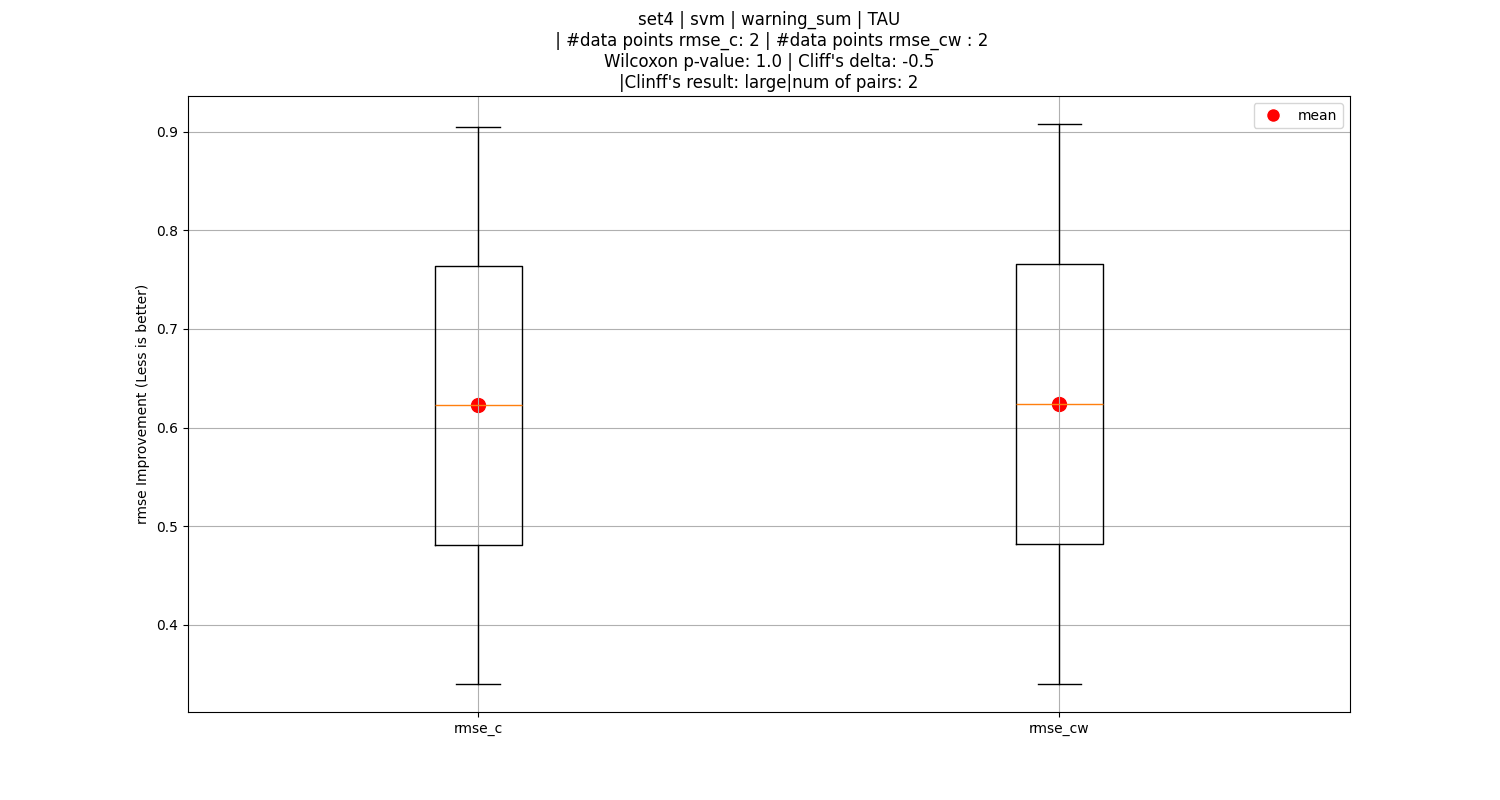 set4 | svm | warning_sum | TAU
| #data points rmse_c: 2 | #data points rmse_cw : 2
Wilcoxon p-value: 1.0 | Cliff's delta: -0.5
|Clinff's result: large|num of pairs: 2
mean
rmse Improvement (Less is better)
0.9
0.8
0.7
0.6
0.5
0.4
rmse_c
rmse_cw